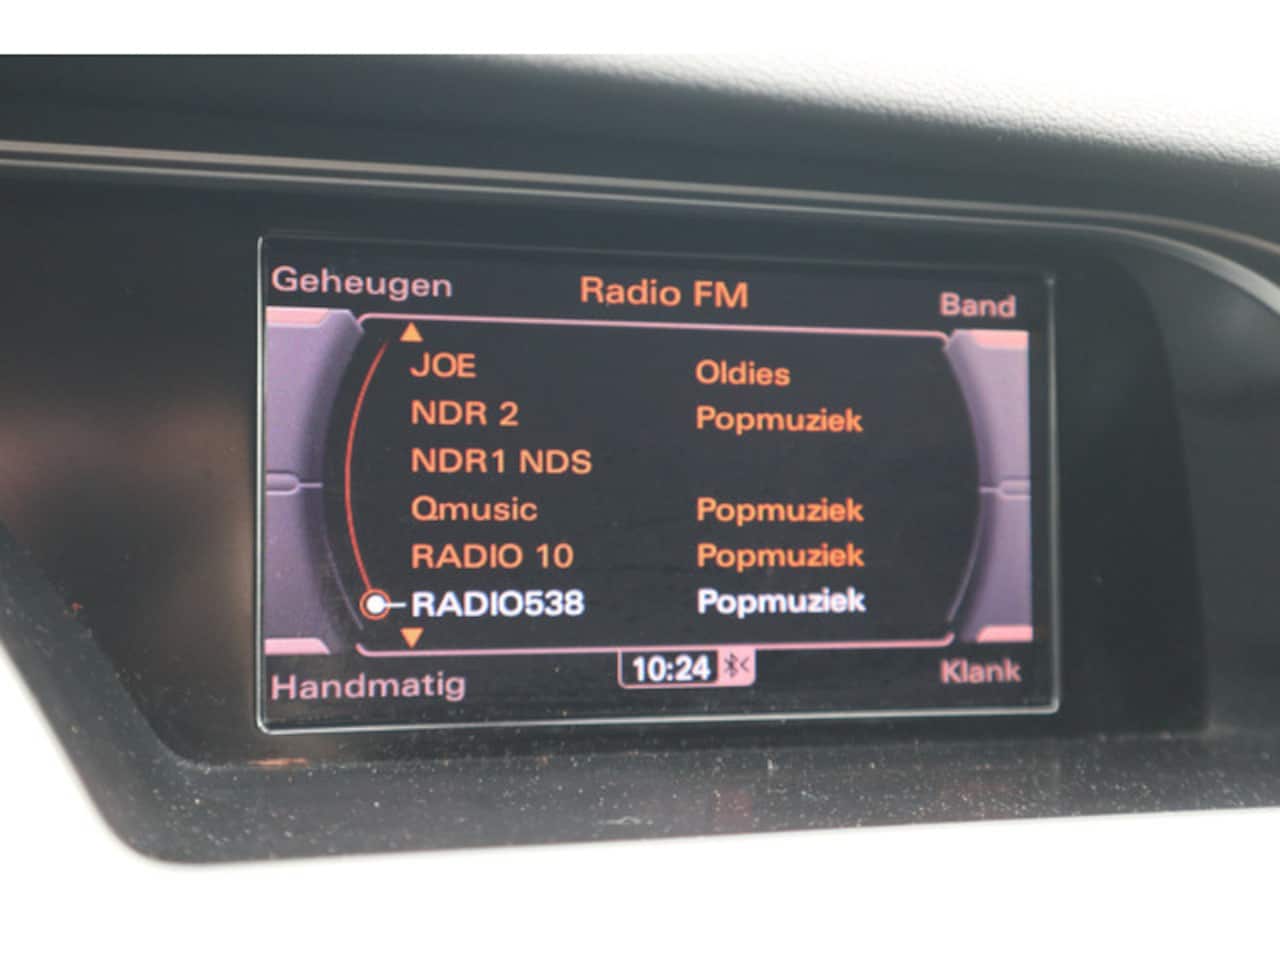 Geheugen Radio FM Band
JOE Oldies
NDR 2 Popmuziek
NDR1 NDS
Qmusic Popmuziek
RADIO 10 Popmuziek
RADIO538 Popmuziek
10:24
Handmatig Klank